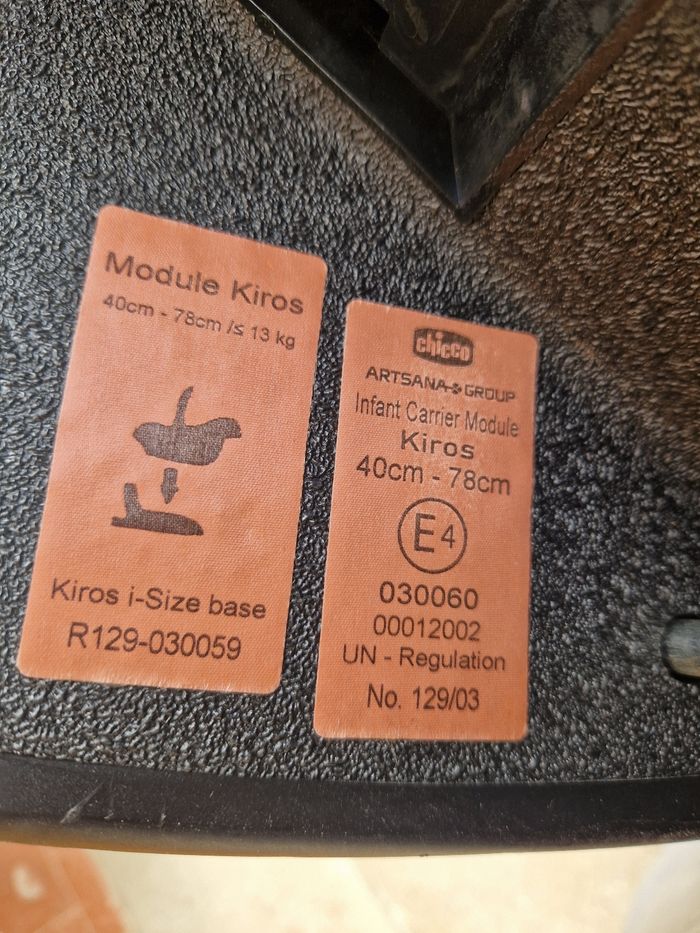 Module Kiros
40cm - 78cm /≤ 13 kg
Kiros i-Size base
R129-030059
chicco
ARTSANA GROUP
Infant Carrier Module
Kiros
40cm - 78cm
E4
030060
00012002
UN - Regulation
No. 129/03